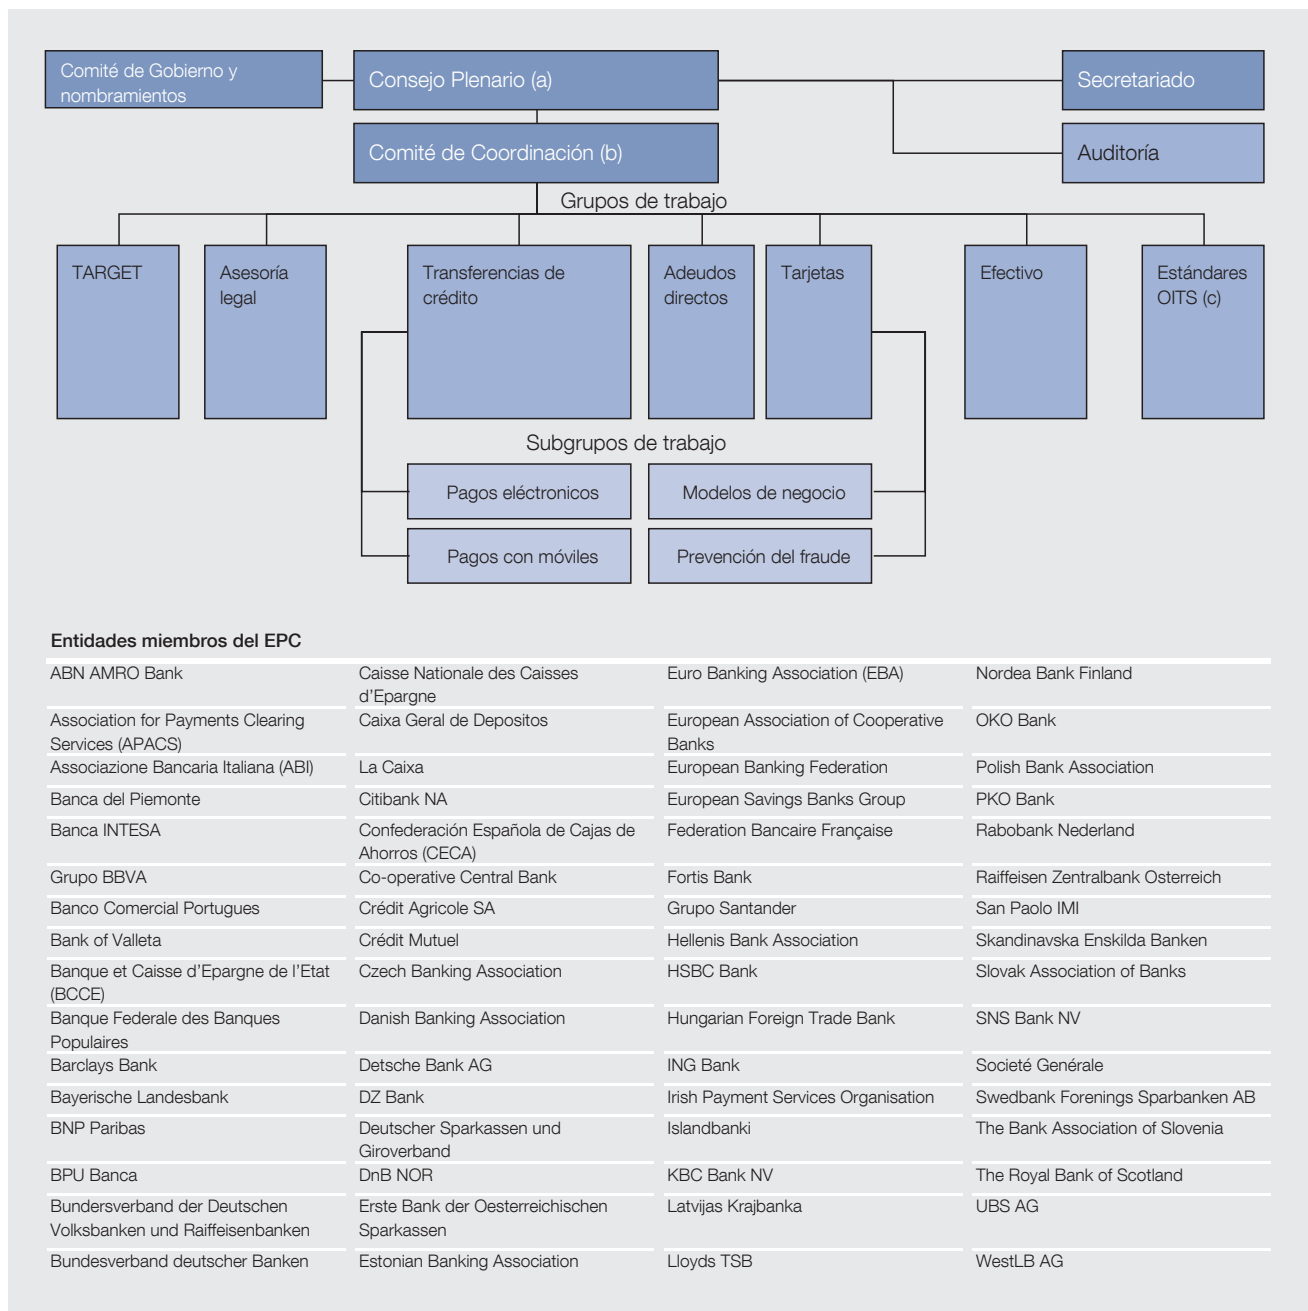 Comité de Gobierno y
nombramientos
Consejo Plenario (a)
Secretariado
Comité de Coordinación (b)
Auditoría
Grupos de trabajo
TARGET
Asesoría
legal
Transferencias de
crédito
Adeudos
directos
Tarjetas
Efectivo
Estándares
OITS (c)
Subgrupos de trabajo
Pagos eléctronicos
Modelos de negocio
Pagos con móviles
Prevención del fraude
Entidades miembros del EPC
ABN AMRO Bank
Caisse Nationale des Caisses
d’Epargne
Euro Banking Association (EBA)
Nordea Bank Finland
Association for Payments Clearing
Services (APACS)
Caixa Geral de Depositos
European Association of Cooperative
Banks
OKO Bank
Associazione Bancaria Italiana (ABI)
La Caixa
European Banking Federation
Polish Bank Association
Banca del Piemonte
Citibank NA
European Savings Banks Group
PKO Bank
Banca INTESA
Confederación Española de Cajas de
Ahorros (CECA)
Federation Bancaire Française
Rabobank Nederland
Grupo BBVA
Co-operative Central Bank
Fortis Bank
Raiffeisen Zentralbank Osterreich
Banco Comercial Portugues
Crédit Agricole SA
Grupo Santander
San Paolo IMI
Bank of Valleta
Crédit Mutuel
Hellenis Bank Association
Skandinavska Enskilda Banken
Banque et Caisse d’Epargne de l’Etat
(BCCE)
Czech Banking Association
HSBC Bank
Slovak Association of Banks
Banque Federale des Banques
Populaires
Danish Banking Association
Hungarian Foreign Trade Bank
SNS Bank NV
Barclays Bank
Detsche Bank AG
ING Bank
Societé Genérale
Bayerische Landesbank
DZ Bank
Irish Payment Services Organisation
Swedbank Forenings Sparbanken AB
BNP Paribas
Deutscher Sparkassen und
Giroverband
Islandbanki
The Bank Association of Slovenia
BPU Banca
DnB NOR
KBC Bank NV
The Royal Bank of Scotland
Bundersverband der Deutschen
Volksbanken und Raiffeisenbanken
Erste Bank der Oesterreichischen
Sparkassen
Latvijas Krajbanka
UBS AG
Bundesverband deutscher Banken
Estonian Banking Association
Lloyds TSB
WestLB AG